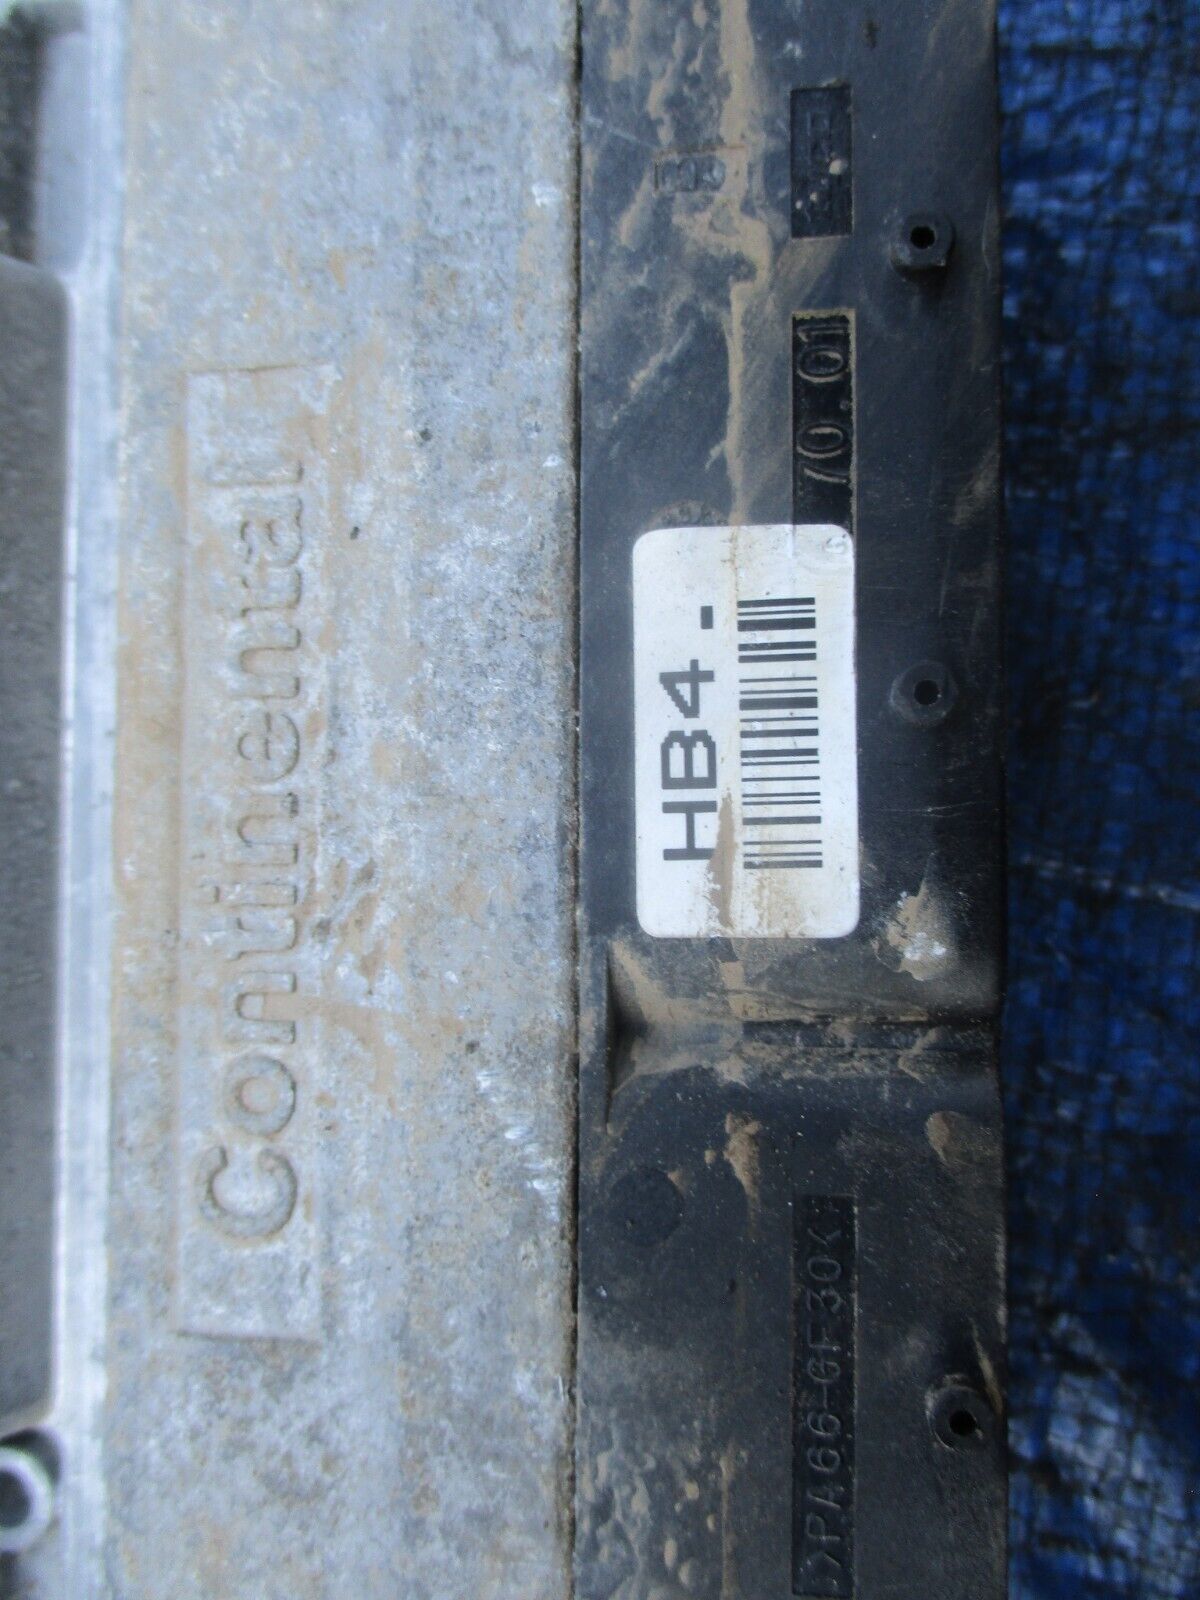 Continental
HB4 -
70.01
>PA66-GF30<